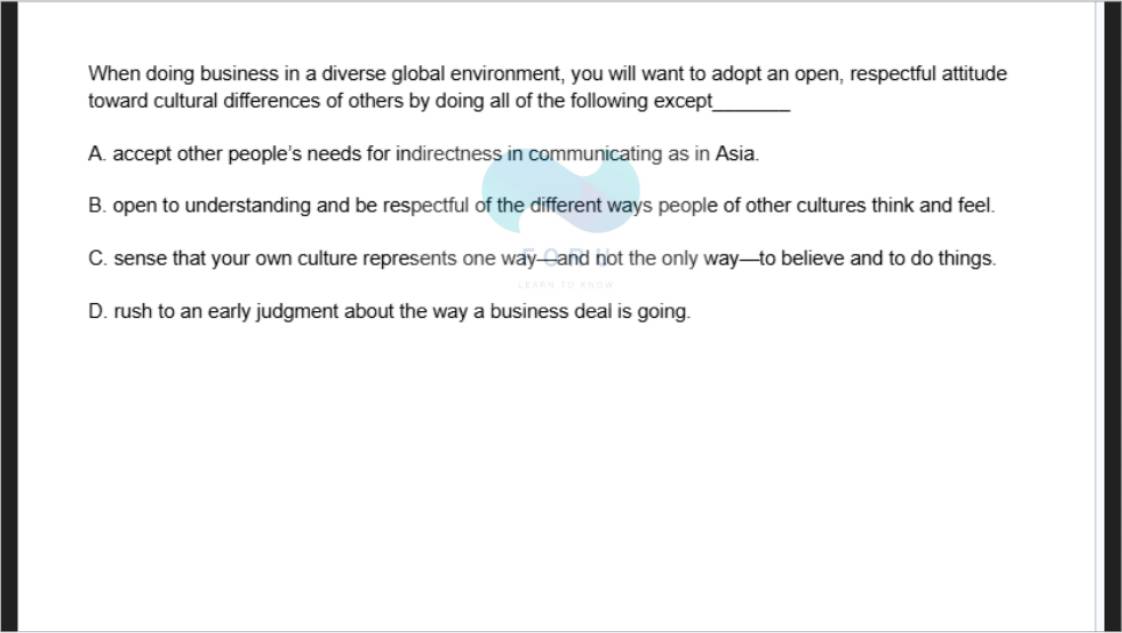 When doing business in a diverse global environment, you will want to adopt an open, respectful attitude
toward cultural differences of others by doing all of the following except_______
A. accept other people's needs for indirectness in communicating as in Asia.
B. open to understanding and be respectful of the different ways people of other cultures think and feel.
C. sense that your own culture represents one way—and not the only way—to believe and to do things.
LEARN TO KNOW
D. rush to an early judgment about the way a business deal is going.